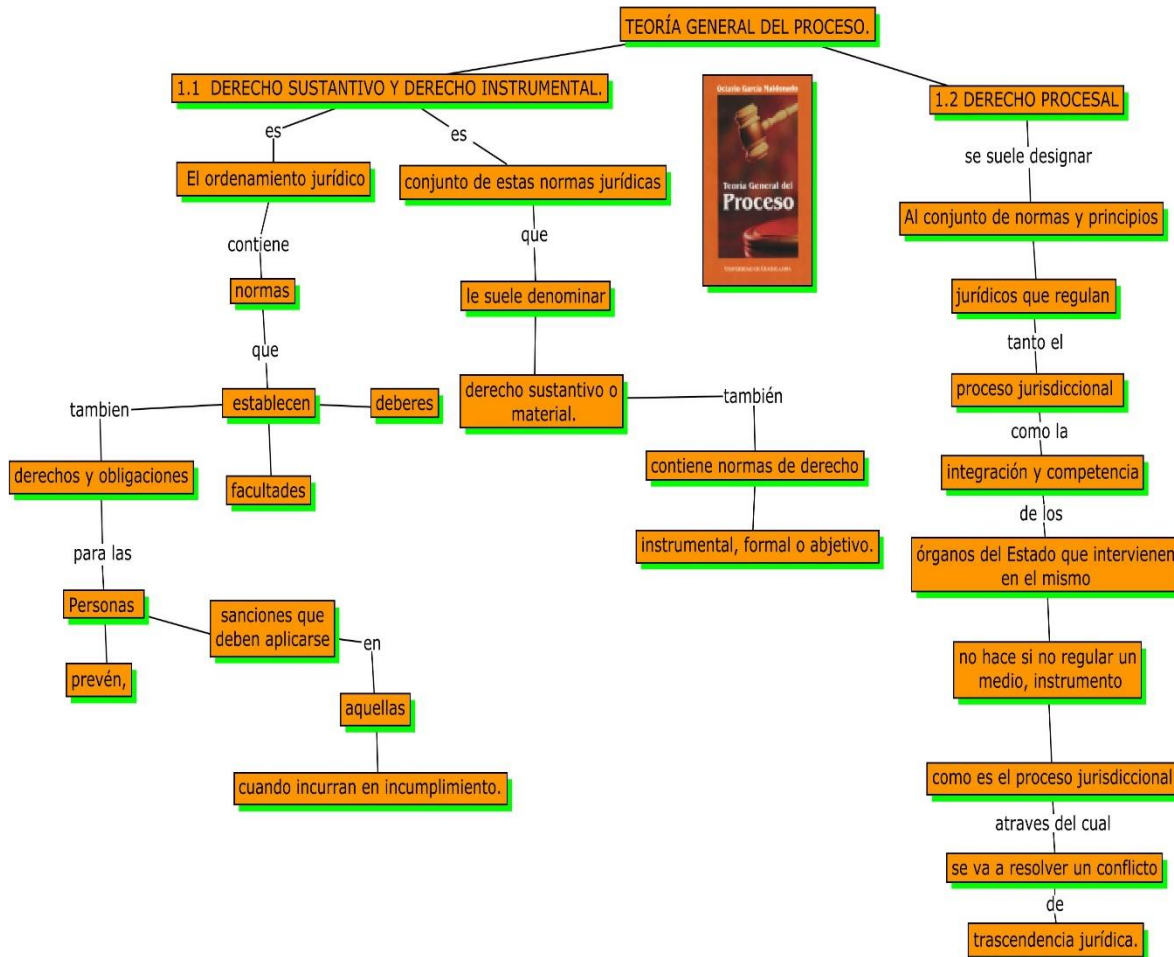 TEORÍA GENERAL DEL PROCESO.
1.1 DERECHO SUSTANTIVO Y DERECHO INSTRUMENTAL.
es
El ordenamiento jurídico
contiene
normas
que
establecen
deberes
facultades
tambien
derechos y obligaciones
para las
Personas
prevén,
sanciones que
deben aplicarse
en
aquellas
cuando incurran en incumplimiento.
es
conjunto de estas normas jurídicas
que
le suele denominar
derecho sustantivo o
material.
también
contiene normas de derecho
instrumental, formal o abjetivo.
Octavio García Maldonado
Teoría General del
Proceso
UNIVERSIDAD DE GUADALAJARA
1.2 DERECHO PROCESAL
se suele designar
Al conjunto de normas y principios
jurídicos que regulan
tanto el
proceso jurisdiccional
como la
integración y competencia
de los
órganos del Estado que intervienen
en el mismo
no hace si no regular un
medio, instrumento
como es el proceso jurisdiccional
atraves del cual
se va a resolver un conflicto
de
trascendencia jurídica.